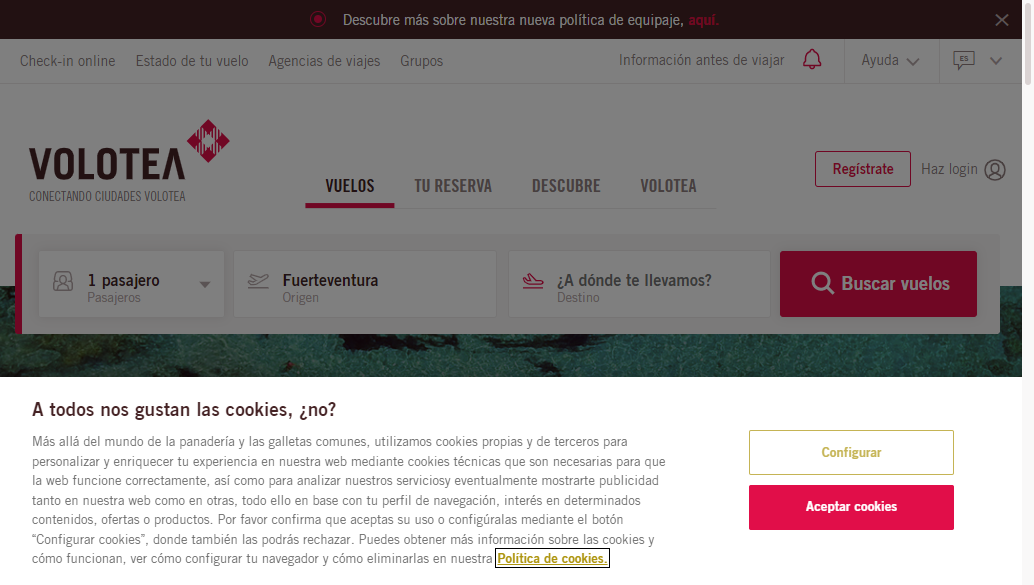 Descubre más sobre nuestra nueva política de equipaje, aquí.
Check-in online Estado de tu vuelo Agencias de viajes Grupos Información antes de viajar Ayuda ES
VOLOTEA
CONECTANDO CIUDADES VOLOTEA
VUELOS TU RESERVA DESCUBRE VOLOTEA
Regístrate Haz login
1 pasajero
Pasajeros
Fuerteventura
Origen
¿A dónde te llevamos?
Destino
Buscar vuelos
A todos nos gustan las cookies, ¿no?
Más allá del mundo de la panadería y las galletas comunes, utilizamos cookies propias y de terceros para
personalizar y enriquecer tu experiencia en nuestra web mediante cookies técnicas que son necesarias para que
la web funcione correctamente, así como para analizar nuestros serviciosy eventualmente mostrarte publicidad
tanto en nuestra web como en otras, todo ello en base con tu perfil de navegación, interés en determinados
contenidos, ofertas o productos. Por favor confirma que aceptas su uso o configúralas mediante el botón
“Configurar cookies”, donde también las podrás rechazar. Puedes obtener más información sobre las cookies y
cómo funcionan, ver cómo configurar tu navegador y cómo eliminarlas en nuestra Política de cookies.
Configurar
Aceptar cookies